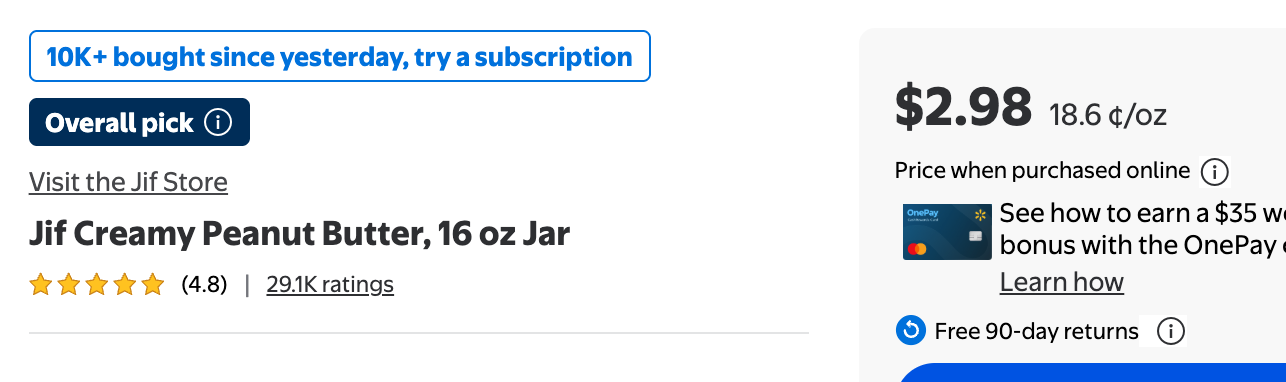 10K+ bought since yesterday, try a subscription
Overall pick
Visit the Jif Store
Jif Creamy Peanut Butter, 16 oz Jar
(4.8) | 29.1K ratings
$2.98 18.6 ¢/oz
Price when purchased online
OnePay
See how to earn a $35 w
bonus with the OnePay
Learn how
Free 90-day returns